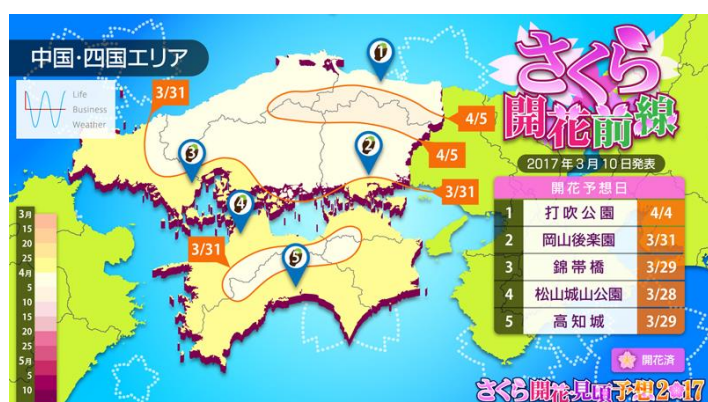 中国・四国エリア
Life
Business
Weather
さくら
開花前線
2017年3月10日発表
開花予想日
1 打吹公園 4/4
2 岡山後楽園 3/31
3 錦帯橋 3/29
4 松山城山公園 3/28
5 高知城 3/29
開花済
さくら開花見頃予想2017
3/31
4/5
4/5
3/31
3/31
1
2
3
4
5
3月
15
20
25
4月
5
10
15
20
25
5月
5
10